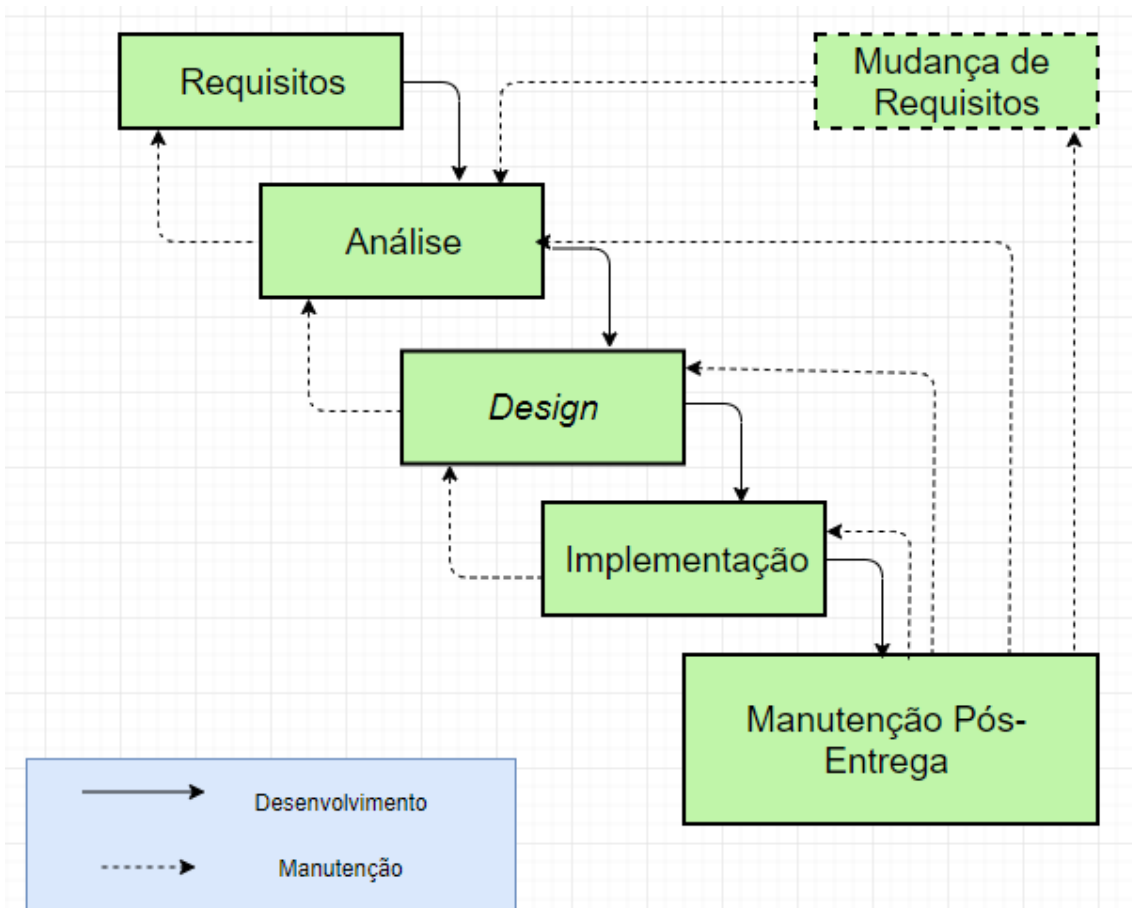 Requisitos
Mudança de
Requisitos
Análise
Design
Implementação
Manutenção Pós-
Entrega
Desenvolvimento
Manutenção